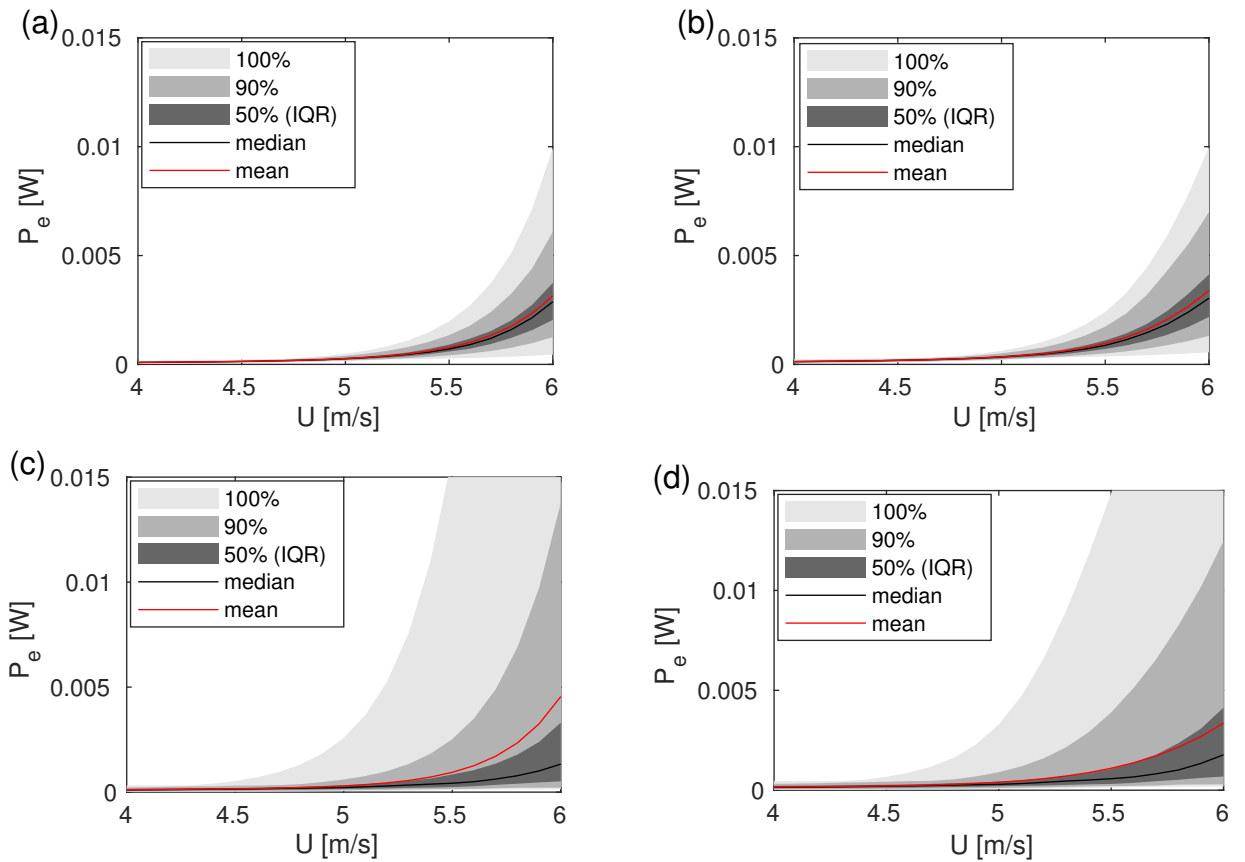 (a)
0.015
0.01
0.005
0
P_e [W]
100%
90%
50% (IQR)
median
mean
4
4.5
5
5.5
6
U [m/s]
(b)
0.015
0.01
0.005
0
P_e [W]
100%
90%
50% (IQR)
median
mean
4
4.5
5
5.5
6
U [m/s]
(c)
0.015
0.01
0.005
0
P_e [W]
100%
90%
50% (IQR)
median
mean
4
4.5
5
5.5
6
U [m/s]
(d)
0.015
0.01
0.005
0
P_e [W]
100%
90%
50% (IQR)
median
mean
4
4.5
5
5.5
6
U [m/s]